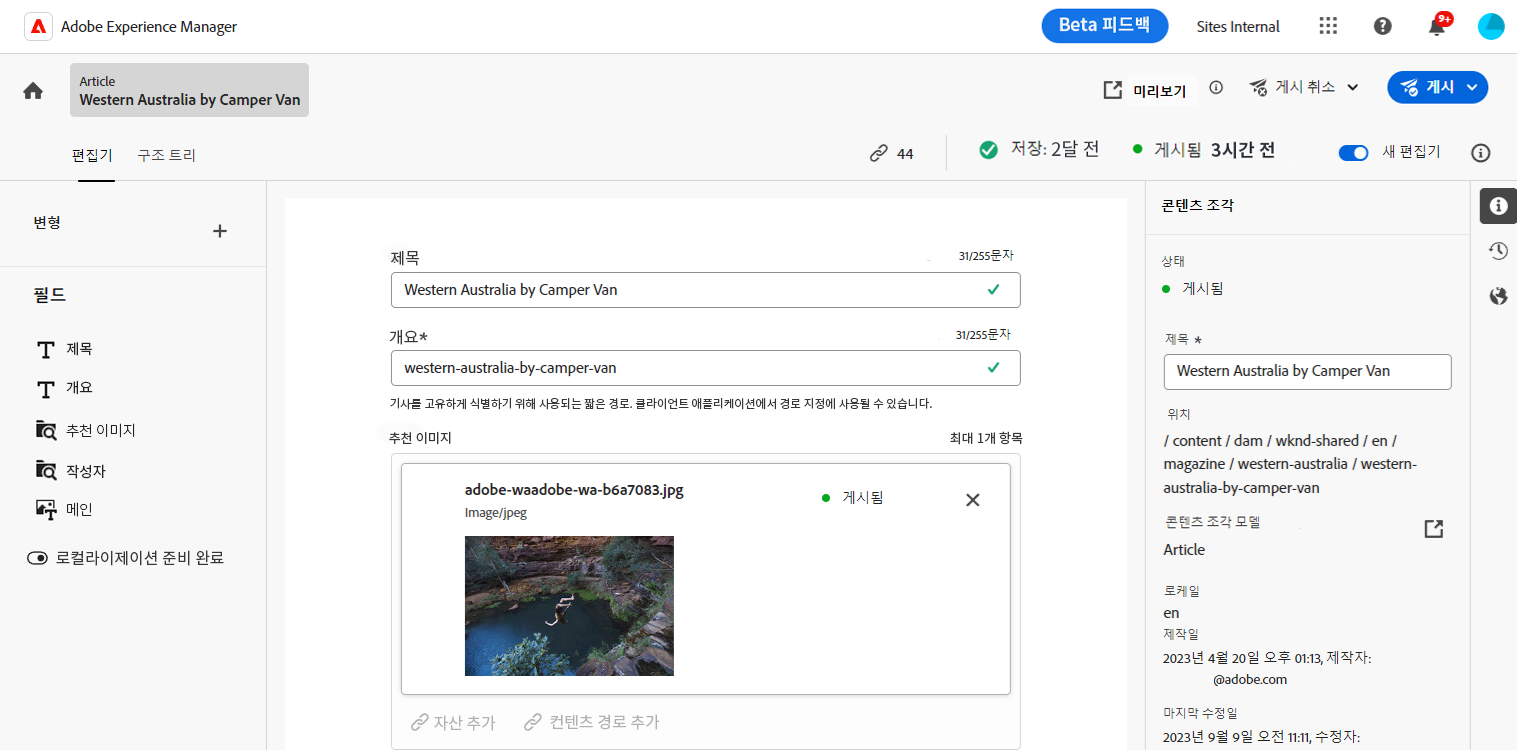 Adobe Experience Manager
Beta 피드백
Sites Internal
9+
Article
Western Australia by Camper Van
미리보기
게시 취소
게시
편집기
구조 트리
44
저장: 2달 전
게시됨 3시간 전
새 편집기
변형
필드
제목
개요
추천 이미지
작성자
메인
로컬라이제이션 준비 완료
제목
31/255문자
Western Australia by Camper Van
개요*
31/255문자
western-australia-by-camper-van
기사를 고유하게 식별하기 위해 사용되는 짧은 경로. 클라이언트 애플리케이션에서 경로 지정에 사용될 수 있습니다.
추천 이미지
최대 1개 항목
adobe-waadobe-wa-b6a7083.jpg
Image/jpeg
게시됨
자산 추가
컨텐츠 경로 추가
콘텐츠 조각
상태
게시됨
제목 *
Western Australia by Camper Van
위치
/ content / dam / wknd-shared / en /
magazine / western-australia / western-
australia-by-camper-van
콘텐츠 조각 모델
Article
로케일
en
제작일
2023년 4월 20일 오후 01:13, 제작자:
@adobe.com
마지막 수정일
2023년 9월 9일 오전 11:11, 수정자: